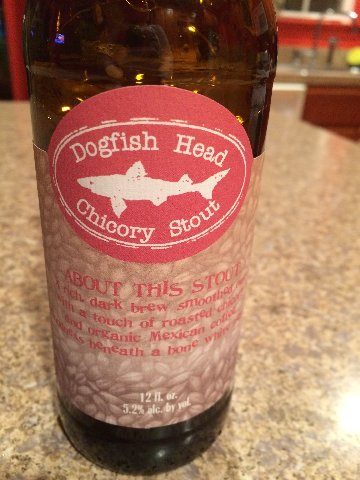 Dogfish Head
Chicory Stout
ABOUT THIS STOUT
rich, dark brew smoothed
with a touch of roasted
and organic Mexican
beneath a bone
12 fl. oz.
5.2% alc. by vol.